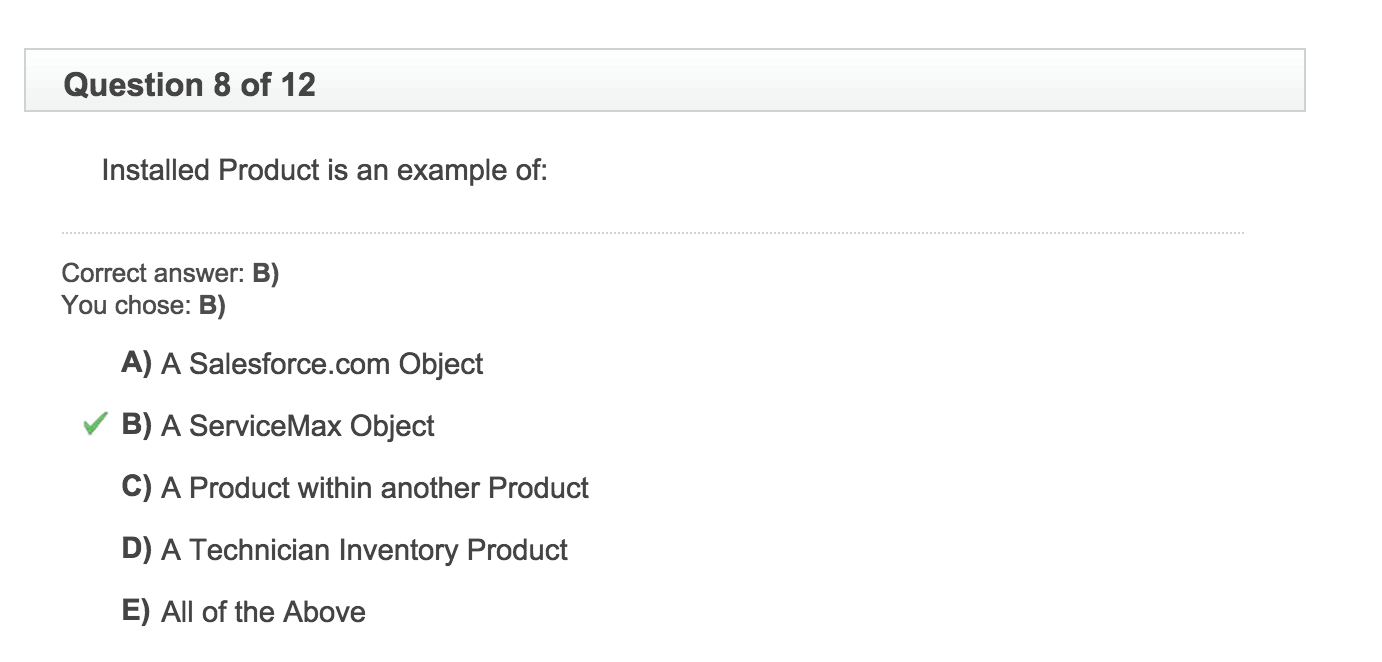 Question 8 of 12
Installed Product is an example of:
Correct answer: B)
You chose: B)
A) A Salesforce.com Object
B) A ServiceMax Object
C) A Product within another Product
D) A Technician Inventory Product
E) All of the Above